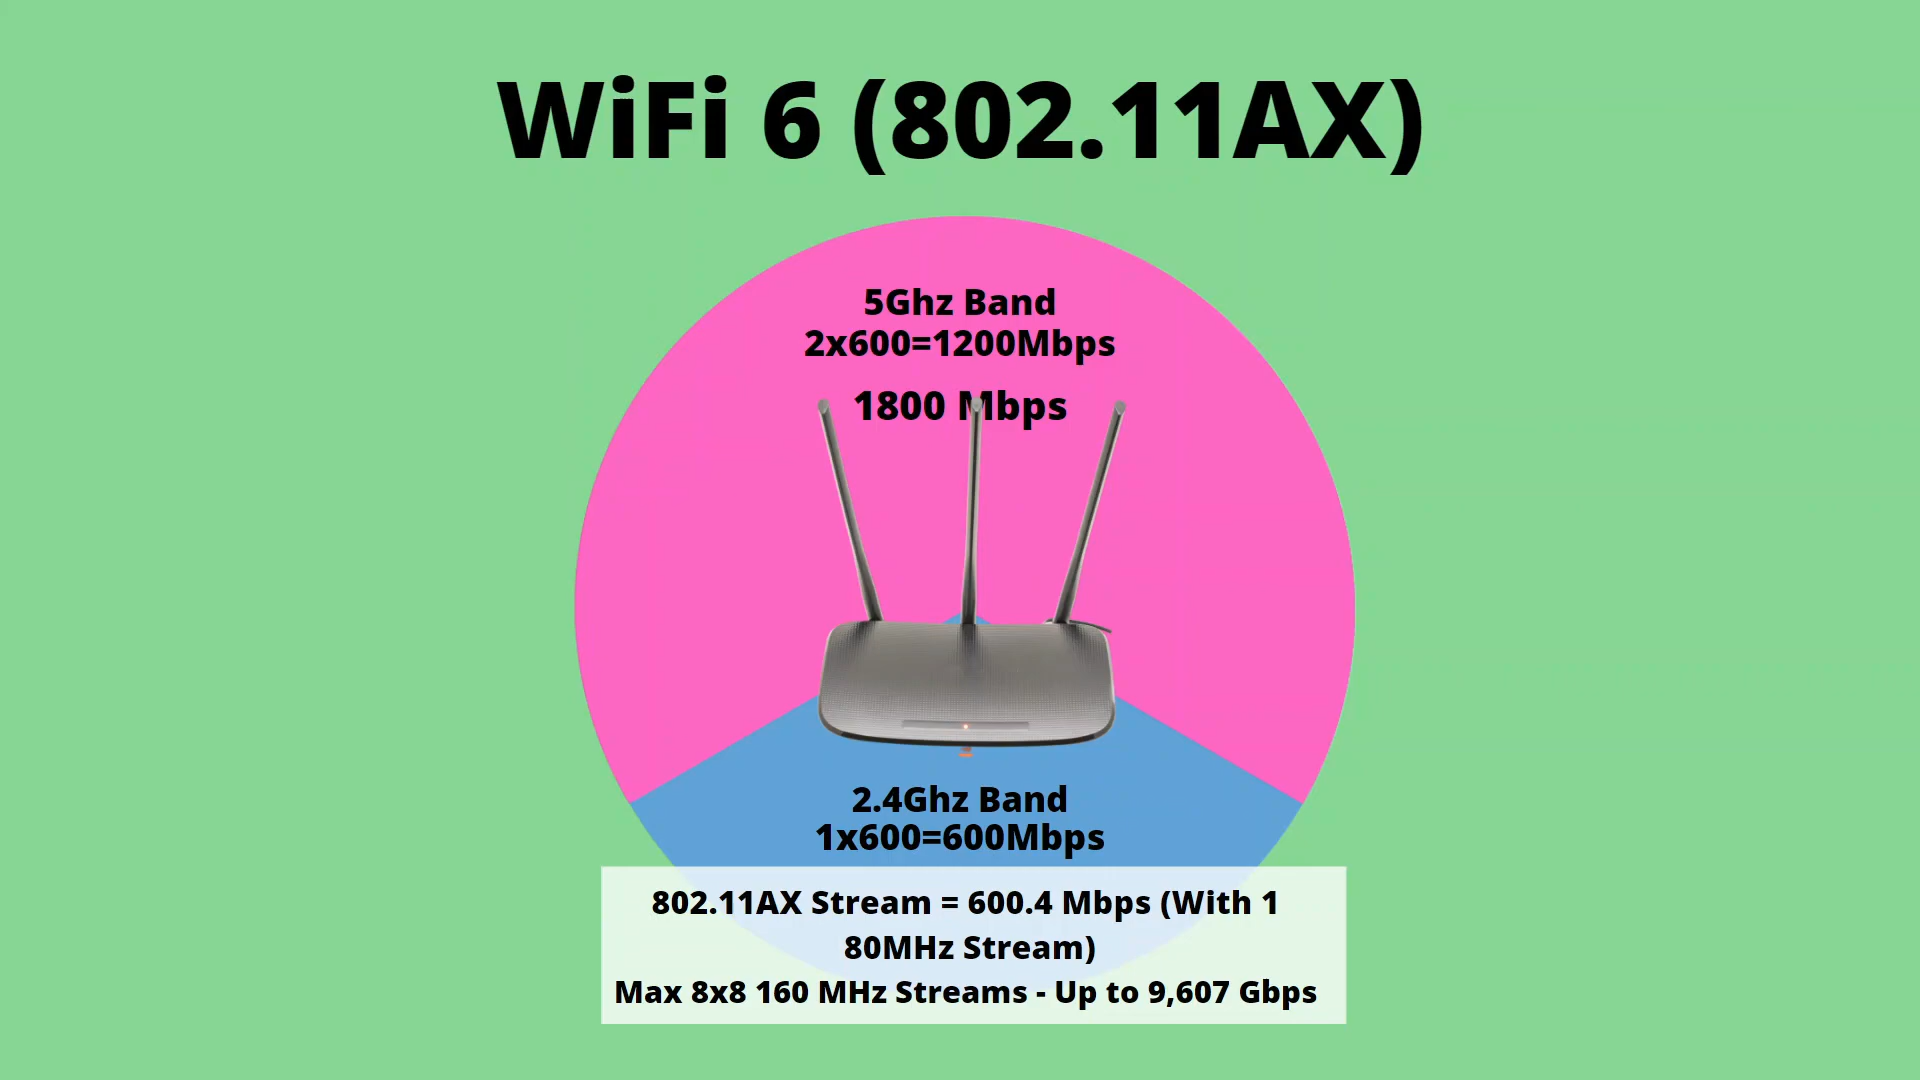 WiFi 6 (802.11AX)
5Ghz Band
2x600=1200Mbps
1800 Mbps
2.4Ghz Band
1x600=600Mbps
802.11AX Stream = 600.4 Mbps (With 1
80MHz Stream)
Max 8x8 160 MHz Streams - Up to 9,607 Gbps